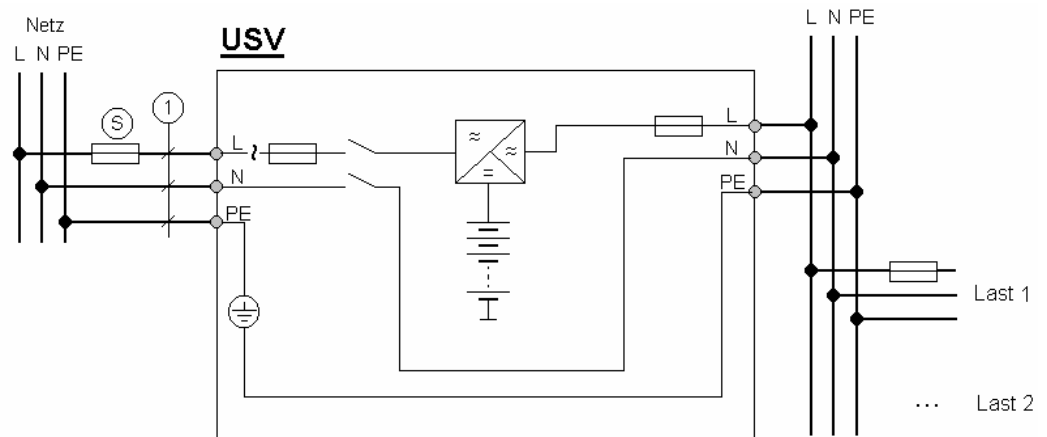 Netz
L N PE
USV
L N PE
S
1
L
N
PE
≈
≈
=
L
N
PE
Last 1
... Last 2